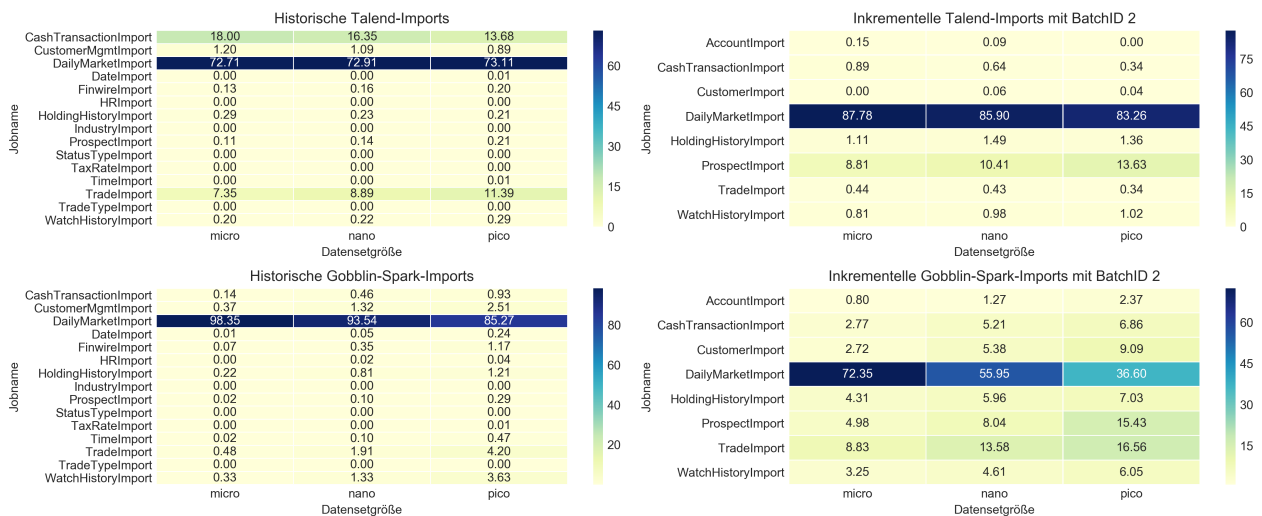 Historische Talend-Imports
CashTransactionImport 18.00 16.35 13.68
CustomerMgmtImport 1.20 1.09 0.89
DailyMarketImport 72.71 72.91 73.11
DateImport 0.00 0.00 0.01
FinwireImport 0.13 0.16 0.20
HRImport 0.00 0.00 0.00
HoldingHistoryImport 0.29 0.23 0.21
IndustryImport 0.00 0.00 0.00
ProspectImport 0.11 0.14 0.21
StatusTypeImport 0.00 0.00 0.00
TaxRateImport 0.00 0.00 0.00
TimeImport 0.00 0.00 0.01
TradeImport 7.35 8.89 11.39
TradeTypeImport 0.00 0.00 0.00
WatchHistoryImport 0.20 0.22 0.29
micro nano pico
Datensetgröße
Jobname
60
45
30
15
0
Inkrementelle Talend-Imports mit BatchID 2
AccountImport 0.15 0.09 0.00
CashTransactionImport 0.89 0.64 0.34
CustomerImport 0.00 0.06 0.04
DailyMarketImport 87.78 85.90 83.26
HoldingHistoryImport 1.11 1.49 1.36
ProspectImport 8.81 10.41 13.63
TradeImport 0.44 0.43 0.34
WatchHistoryImport 0.81 0.98 1.02
micro nano pico
Datensetgröße
Jobname
75
60
45
30
15
0
Historische Gobblin-Spark-Imports
CashTransactionImport 0.14 0.46 0.93
CustomerMgmtImport 0.37 1.32 2.51
DailyMarketImport 98.35 93.54 85.27
DateImport 0.01 0.05 0.24
FinwireImport 0.07 0.35 1.17
HRImport 0.00 0.02 0.04
HoldingHistoryImport 0.22 0.81 1.21
IndustryImport 0.00 0.00 0.00
ProspectImport 0.02 0.10 0.29
StatusTypeImport 0.00 0.00 0.00
TaxRateImport 0.00 0.00 0.01
TimeImport 0.02 0.10 0.47
TradeImport 0.48 1.91 4.20
TradeTypeImport 0.00 0.00 0.00
WatchHistoryImport 0.33 1.33 3.63
micro nano pico
Datensetgröße
Jobname
80
60
40
20
Inkrementelle Gobblin-Spark-Imports mit BatchID 2
AccountImport 0.80 1.27 2.37
CashTransactionImport 2.77 5.21 6.86
CustomerImport 2.72 5.38 9.09
DailyMarketImport 72.35 55.95 36.60
HoldingHistoryImport 4.31 5.96 7.03
ProspectImport 4.98 8.04 15.43
TradeImport 8.83 13.58 16.56
WatchHistoryImport 3.25 4.61 6.05
micro nano pico
Datensetgröße
Jobname
60
45
30
15